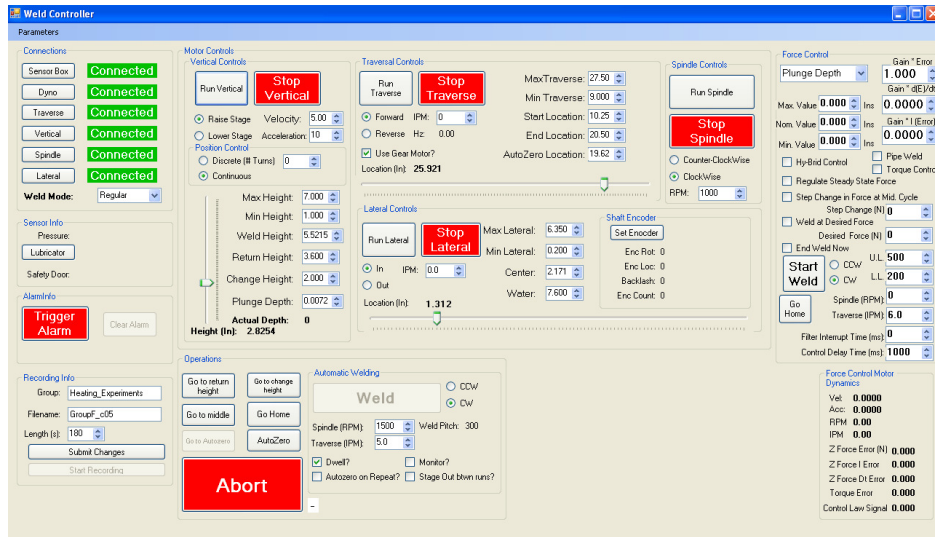 Weld Controller
Parameters
Connections
Sensor Box Connected
Dyno Connected
Traverse Connected
Vertical Connected
Spindle Connected
Lateral Connected
Weld Mode: Regular
Sensor Info
Pressure:
Lubricator
Safety Door:
AlarmInfo
Trigger Alarm
Clear Alarm
Recording Info
Group: Heating_Experiments
Filename: GroupF_c05
Length (s): 180
Submit Changes
Start Recording
Motor Controls
Vertical Controls
Run Vertical
Stop Vertical
Raise Stage Velocity: 5.00
Lower Stage Acceleration: 10
Position Control
Discrete (# Turns) 0
Continuous
Max Height: 7.000
Min Height: 1.000
Weld Height: 5.5215
Return Height: 3.600
Change Height: 2.000
Plunge Depth: 0.0072
Actual Depth: 0
Height (In): 2.8254
Traversal Controls
Run Traverse
Stop Traverse
Forward IPM: 0
Reverse Hz: 0.00
Use Gear Motor?
Location (In): 25.921
MaxTraverse: 27.50
Min Traverse: 9.000
Start Location: 10.25
End Location: 20.50
AutoZero Location: 19.62
Spindle Controls
Run Spindle
Stop Spindle
Counter-ClockWise
ClockWise
RPM: 1000
Lateral Controls
Run Lateral
Stop Lateral
In IPM: 0.0
Out
Location (In): 1.312
Max Lateral: 6.350
Min Lateral: 0.200
Center: 2.171
Water: 7.600
Shaft Encoder
Set Enocder
Enc Rot: 0
Enc Loc: 0
Backlash: 0
Enc Count: 0
Operations
Go to return height
Go to change height
Go to middle
Go Home
Go to Autozero
AutoZero
Abort
-
Automatic Welding
Weld
CCW
CW
Spindle (RPM): 1500 Weld Pitch: 300
Traverse (IPM): 5.0
Dwell? Monitor?
Autozero on Repeat? Stage Out btwn runs?
Force Control
Plunge Depth
Gain * Error
1.000
Gain * d(E)/dt
0.0000
Gain * I (Error)
0.0000
Max. Value 0.000 Ins
Nom. Value 0.000 Ins
Min. Value 0.000 Ins
Hy-Brid Control
Pipe Weld
Torque Control
Regulate Steady State Force
Step Change in Force at Mid. Cycle
Step Change (N) 0
Weld at Desired Force
Desired Force (N) 0
End Weld Now
Start Weld
CCW U.L. 500
CW L.L. 200
Go Home
Spindle (RPM) 0
Traverse (IPM) 6.0
Filter Interrupt Time (ms) 0
Control Delay Time (ms) 1000
Force Control Motor Dynamics
Vel: 0.0000
Acc: 0.0000
RPM 0.00
IPM 0.00
Z Force Error (N) 0.000
Z Force I Error 0.000
Z Force Dt Error 0.000
Torque Error 0.000
Control Law Signal 0.000